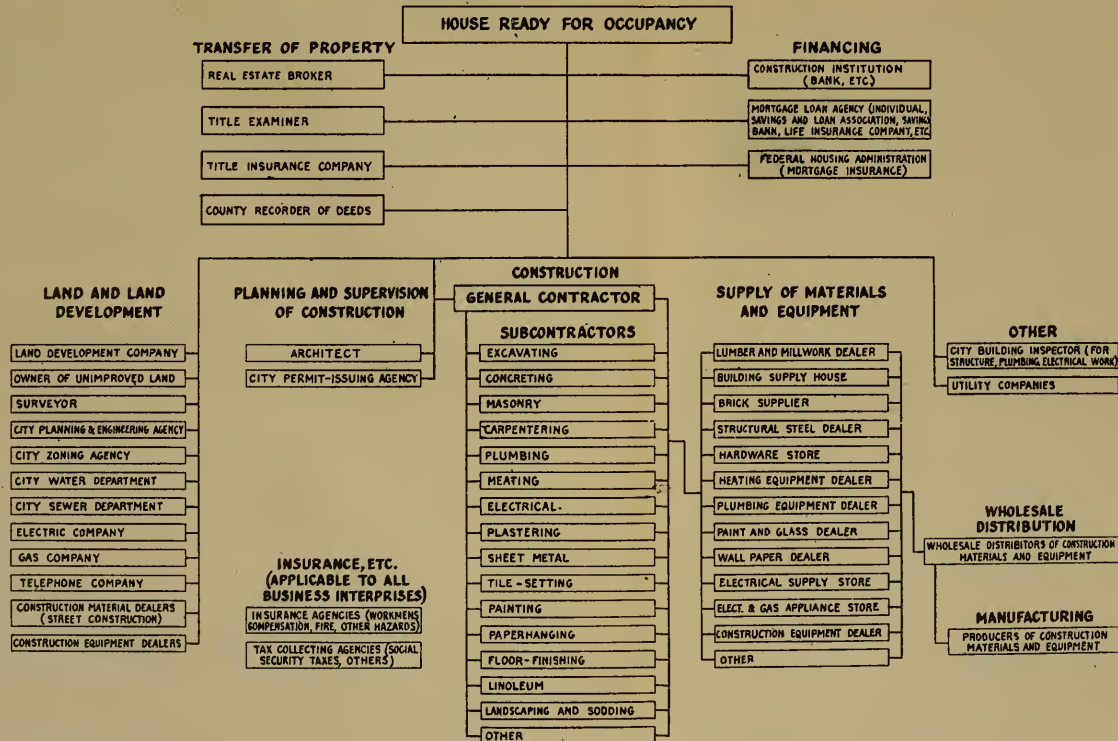 HOUSE READY FOR OCCUPANCY
TRANSFER OF PROPERTY
REAL ESTATE BROKER
TITLE EXAMINER
TITLE INSURANCE COMPANY
COUNTY RECORDER OF DEEDS
FINANCING
CONSTRUCTION INSTITUTION
(BANK, ETC.)
MORTGAGE LOAN AGENCY (INDIVIDUAL,
SAVINGS AND LOAN ASSOCIATION, SAVING
BANK, LIFE INSURANCE COMPANY, ETC
FEDERAL HOUSING ADMINISTRATION
(MORTGAGE INSURANCE)
LAND AND LAND
DEVELOPMENT
LAND DEVELOPMENT COMPANY
OWNER OF UNIMPROVED LAND
SURVEYOR
CITY PLANNING & ENGINEERING AGENCY
CITY ZONING AGENCY
CITY WATER DEPARTMENT
CITY SEWER DEPARTMENT
ELECTRIC COMPANY
GAS COMPANY
TELEPHONE COMPANY
CONSTRUCTION MATERIAL DEALERS
(STREET CONSTRUCTION)
CONSTRUCTION EQUIPMENT DEALERS
PLANNING AND SUPERVISION
OF CONSTRUCTION
ARCHITECT
CITY PERMIT-ISSUING AGENCY
INSURANCE, ETC.
(APPLICABLE TO ALL
BUSINESS INTERPRISES)
INSURANCE AGENCIES (WORKMENS
COMPENSATION, FIRE, OTHER HAZARDS)
TAX COLLECTING AGENCIES (SOCIAL
SECURITY TAXES, OTHERS)
CONSTRUCTION
GENERAL CONTRACTOR
SUBCONTRACTORS
EXCAVATING
CONCRETING
MASONRY
CARPENTERING
PLUMBING
HEATING
ELECTRICAL.
PLASTERING
SHEET METAL
TILE-SETTING
PAINTING
PAPERHANGING
FLOOR-FINISHING
LINOLEUM
LANDSCAPING AND SODDING
OTHER
SUPPLY OF MATERIALS
AND EQUIPMENT
LUMBER AND MILLWORK DEALER
BUILDING SUPPLY HOUSE
BRICK SUPPLIER
STRUCTURAL STEEL DEALER
HARDWARE STORE
HEATING EQUIPMENT DEALER
PLUMBING EQUIPMENT DEALER
PAINT AND GLASS DEALER
WALL PAPER DEALER
ELECTRICAL SUPPLY STORE
ELECT. & GAS APPLIANCE STORE
CONSTRUCTION EQUIPMENT DEALER
OTHER
OTHER
CITY BUILDING INSPECTOR (FOR
STRUCTURE, PLUMBING, ELECTRICAL WORK)
UTILITY COMPANIES
WHOLESALE
DISTRIBUTION
WHOLESALE DISTRIBITORS OF CONSTRUCTION
MATERIALS AND EQUIPMENT
MANUFACTURING
PRODUCERS OF CONSTRUCTION
MATERIALS AND EQUIPMENT